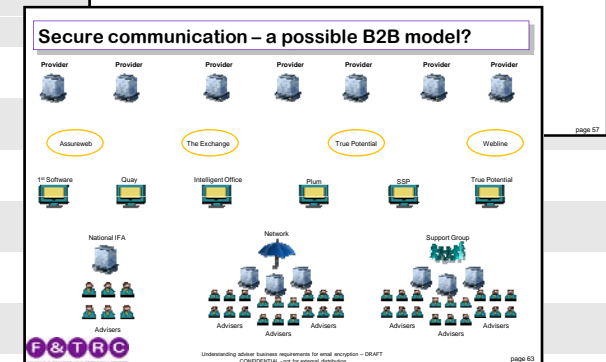 Secure communication – a possible B2B model?
Provider Provider Provider Provider Provider Provider Provider
Assureweb The Exchange True Potential Webline
1st Software Quay Intelligent Office Plum SSP True Potential
National IFA Network Support Group
Advisers Advisers Advisers Advisers Advisers Advisers Advisers
F&TRC
Understanding adviser business requirements for email encryption – DRAFT
CONFIDENTIAL - not for external distribution
page 63
page 57